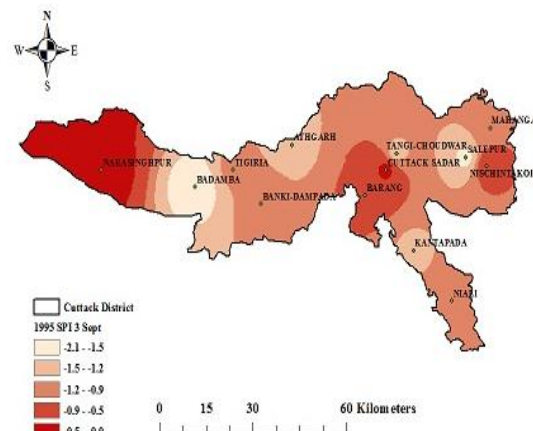 N
W E
S
MAHANGA
ATHGARH
TANGI-CHOUDWAR
SALEPUR
NARASINGHPUR
TIGIRIA
CUTTACK SADAR
NISCHINTAKOI
BADAMBA
BARANG
BANKI-DAMPADA
KANTAPADA
NIALI
Cuttack District
1995 SPI 3 Sept
-2.1 - -1.5
-1.5 - -1.2
-1.2 - -0.9
-0.9 - -0.5
0 15 30 60 Kilometers